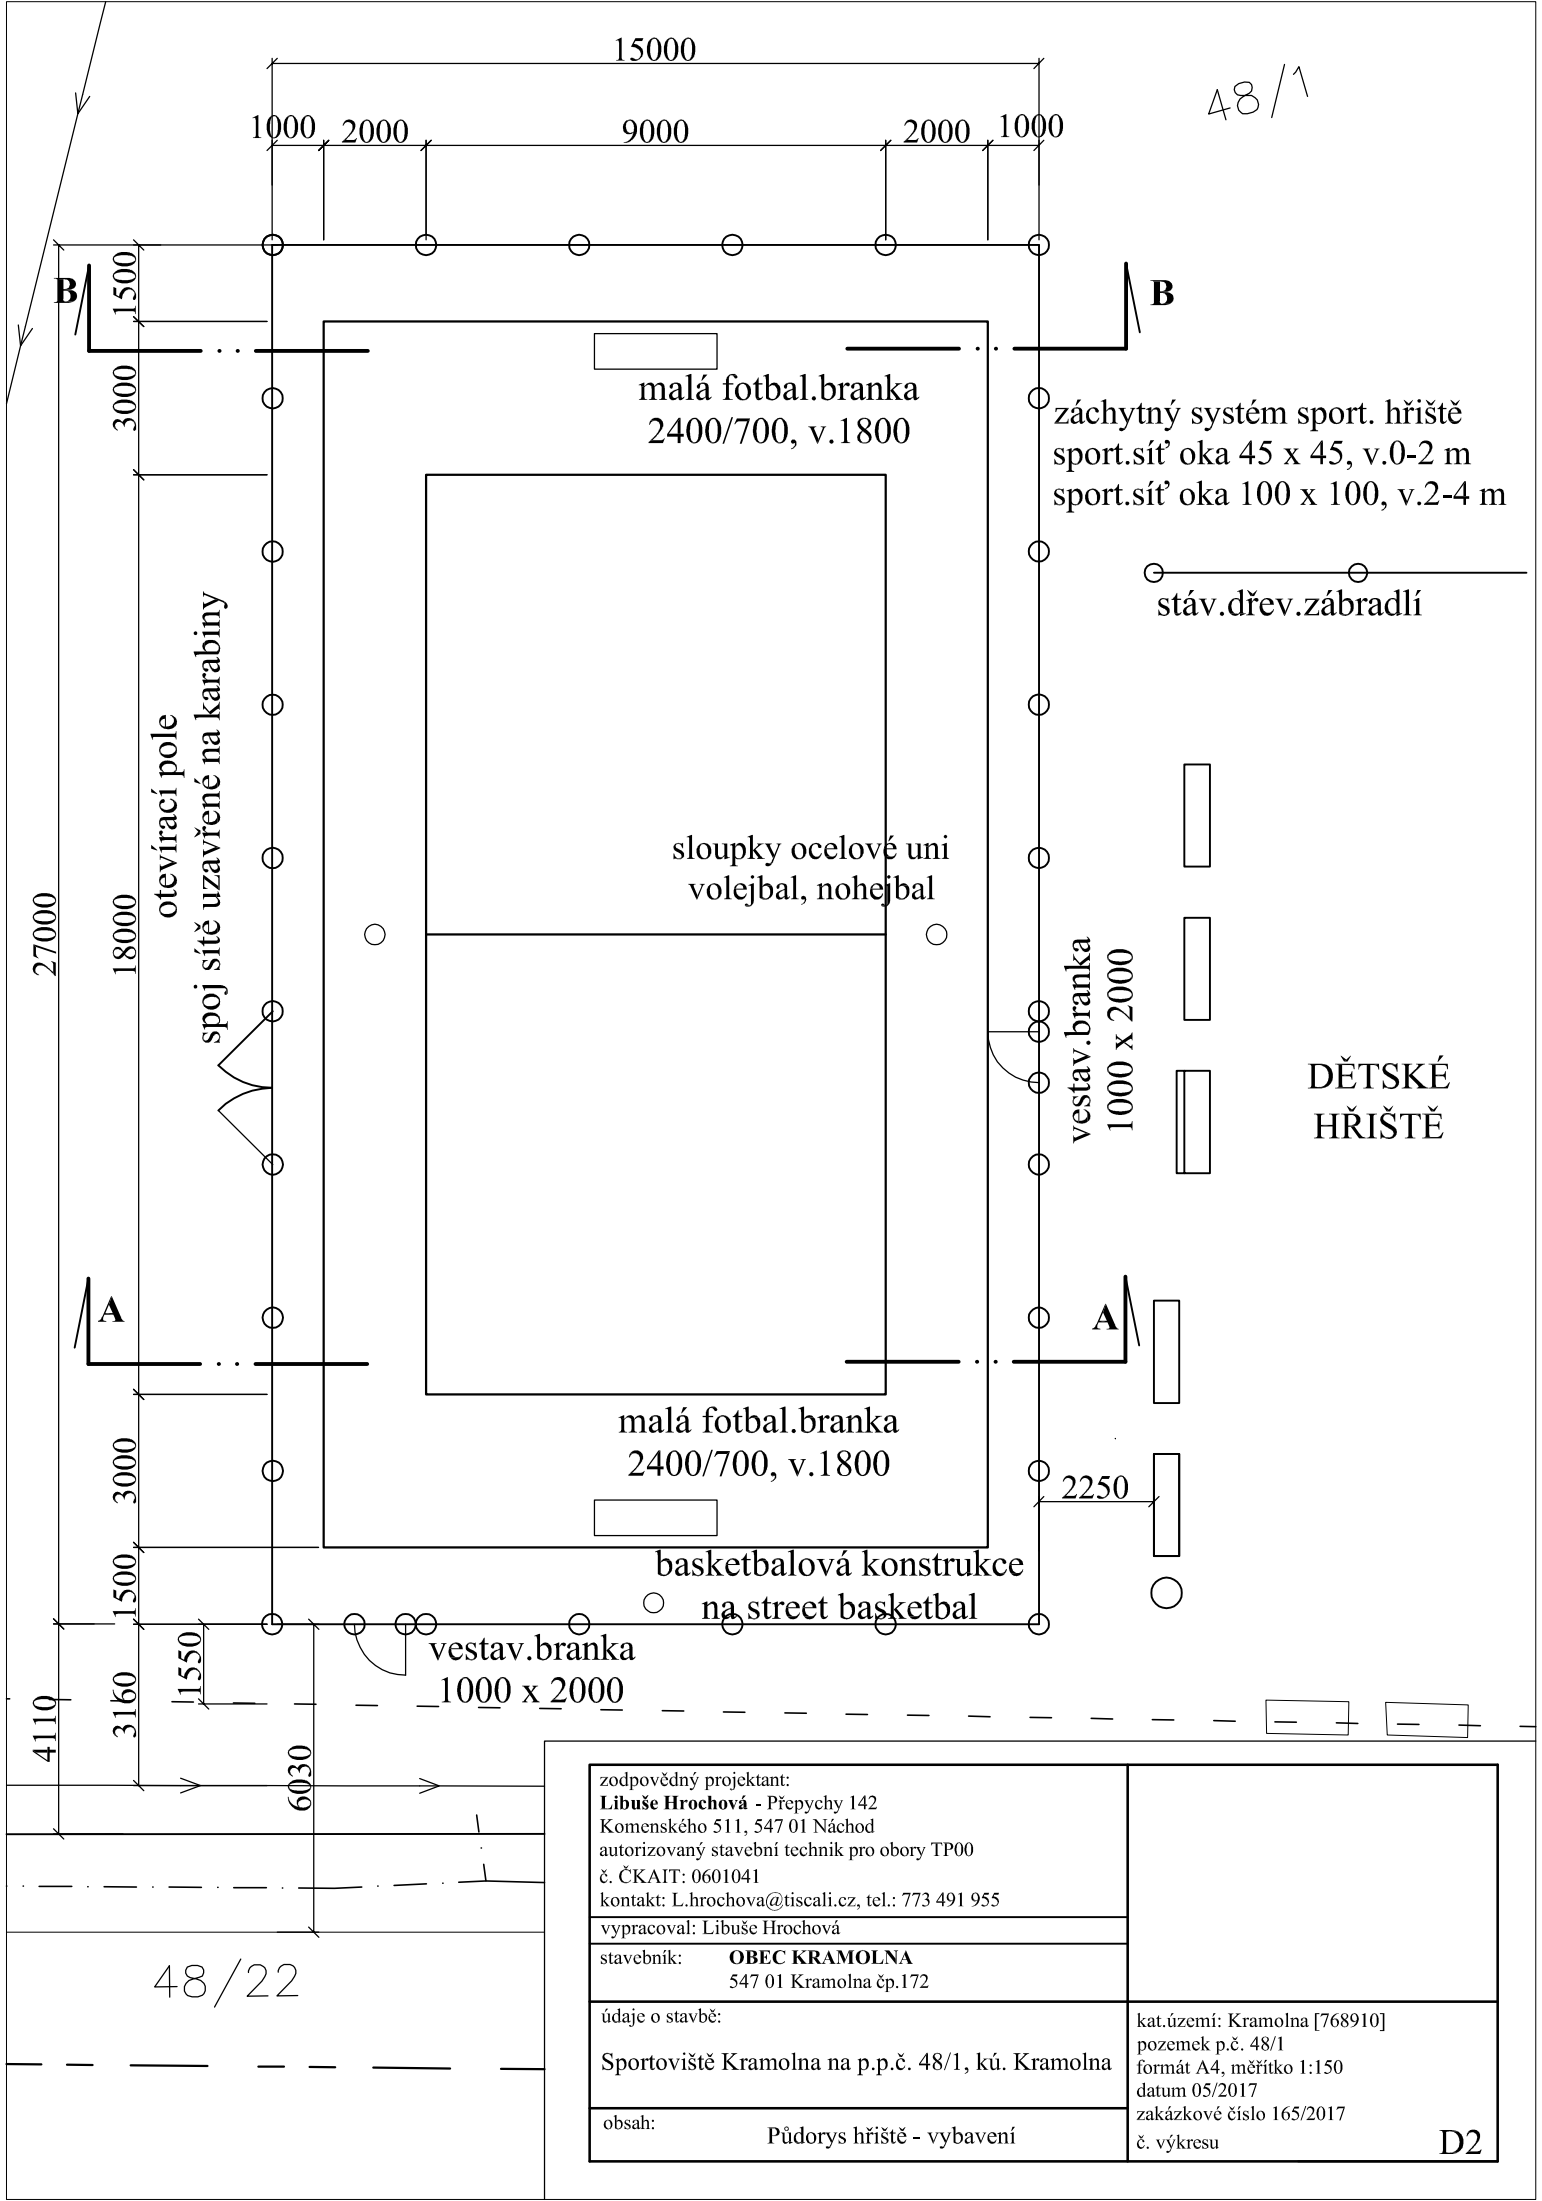 15000
48/1
1000
2000
9000
2000
1000
1500
B
B
malá fotbal.branka
2400/700, v.1800
3000
záchytný systém sport. hřiště
sport.síť oka 45 x 45, v.0-2 m
sport.síť oka 100 x 100, v.2-4 m
stáv.dřev.zábradlí
otevírací pole
spoj sítě uzavřené na karabiny
sloupky ocelové uni
volejbal, nohejbal
27000
18000
vestav.branka
1000 x 2000
DĚTSKÉ
HŘIŠTĚ
A
A
malá fotbal.branka
2400/700, v.1800
3000
2250
basketbalová konstrukce
na street basketbal
1500
vestav.branka
1000 x 2000
1550
3160
4110
6030
48/22
zodpovědný projektant:
Libuše Hrochová - Přepychy 142
Komenského 511, 547 01 Náchod
autorizovaný stavební technik pro obory TP00
č. ČKAIT: 0601041
kontakt: L.hrochova@tiscali.cz, tel.: 773 491 955
vypracoval: Libuše Hrochová
stavebník: OBEC KRAMOLNA
547 01 Kramolna čp.172
údaje o stavbě:
Sportoviště Kramolna na p.p.č. 48/1, kú. Kramolna
obsah:
Půdorys hřiště - vybavení
kat.území: Kramolna [768910]
pozemek p.č. 48/1
formát A4, měřítko 1:150
datum 05/2017
zakázkové číslo 165/2017
č. výkresu D2